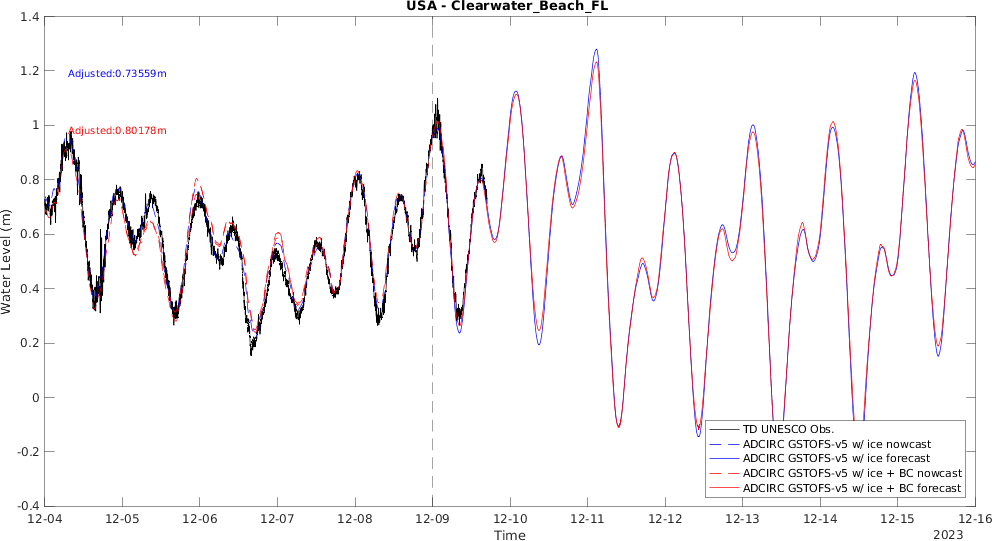 USA - Clearwater_Beach_FL
1.4
1.2
1
0.8
0.6
0.4
0.2
0
-0.2
-0.4
Water Level (m)
Adjusted:0.73559m
Adjusted:0.80178m
TD UNESCO Obs.
ADCIRC GSTOFS-v5 w/ ice nowcast
ADCIRC GSTOFS-v5 w/ ice forecast
ADCIRC GSTOFS-v5 w/ ice + BC nowcast
ADCIRC GSTOFS-v5 w/ ice + BC forecast
12-04 12-05 12-06 12-07 12-08 12-09 12-10 12-11 12-12 12-13 12-14 12-15 12-16
Time
2023